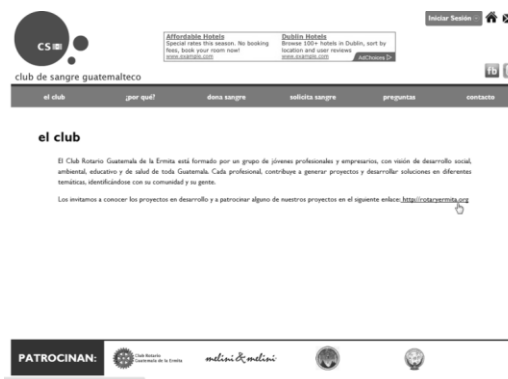 Iniciar Sesión
CS
Affordable Hotels
Special rates this season. No booking
fees, book your room now!
www.example.com
Dublin Hotels
Browse 100+ hotels in Dublin, sort by
location and user reviews
www.example.com
AdChoices
club de sangre guatemalteco
fb
el club
¿por qué?
dona sangre
solicita sangre
preguntas
contacto
el club
El Club Rotario Guatemala de la Ermita está formado por un grupo de jóvenes profesionales y empresarios, con visión de desarrollo social,
ambiental, educativo y de salud de toda Guatemala. Cada profesional, contribuye a generar proyectos y desarrollar soluciones en diferentes
temáticas, identificándose con su comunidad y su gente.
Los invitamos a conocer los proyectos en desarrollo y a patrocinar alguno de nuestros proyectos en el siguiente enlace: http://rotaryermita.org
PATROCINAN:
Club Rotario
Guatemala de la Ermita
melini & melini